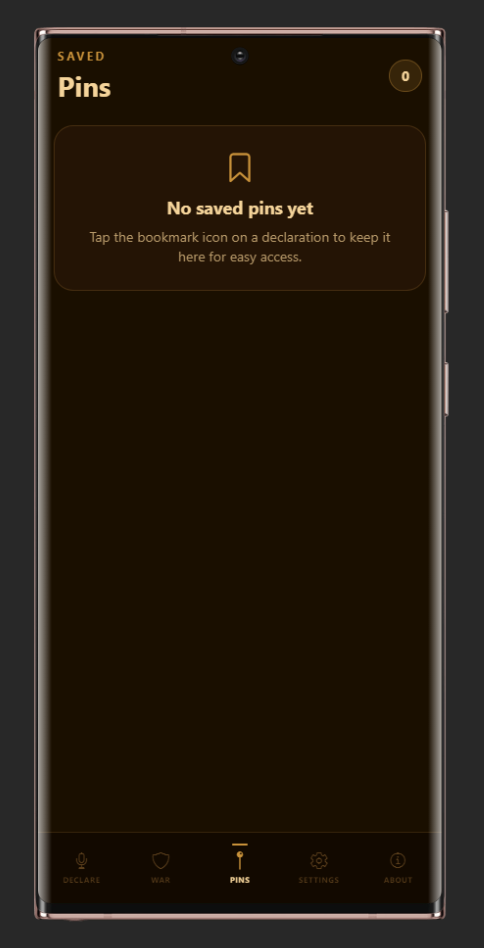 SAVED
Pins
0
No saved pins yet
Tap the bookmark icon on a declaration to keep it
here for easy access.
DECLARE
WAR
PINS
SETTINGS
ABOUT